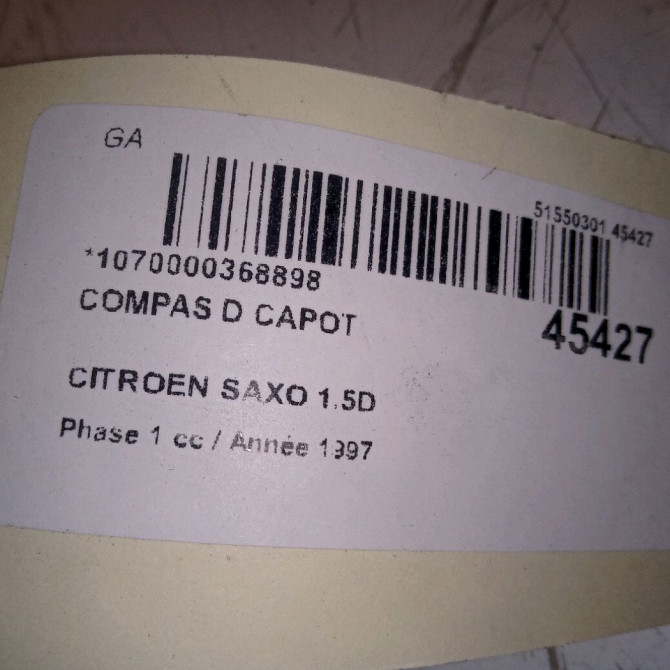 GA
51550301 45427
*1070000368898
COMPAS D CAPOT
45427
CITROEN SAXO 1.5D
Phase 1 cc / Année 1997